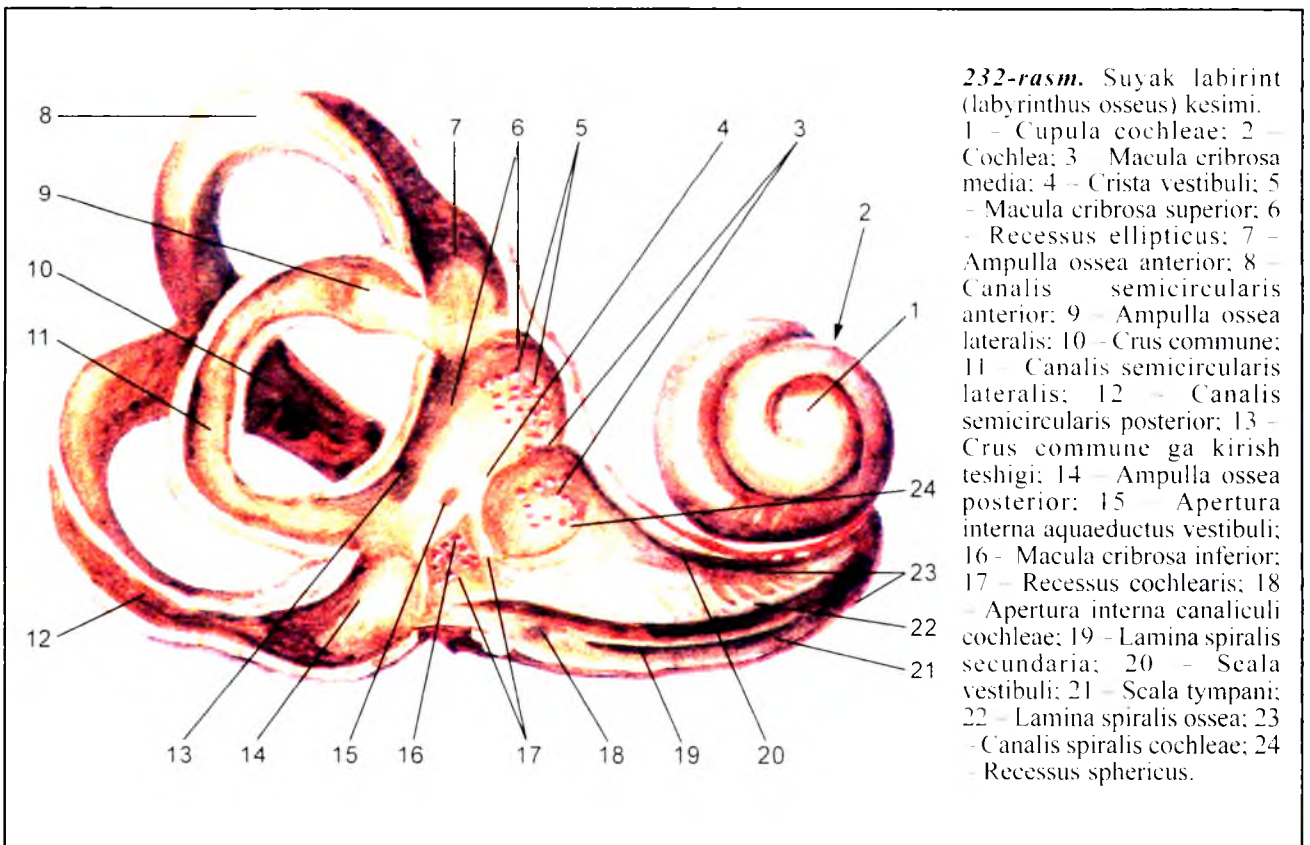 232-rasm. Suyak labirint
(labyrinthus osseus) kesimi.
1 - Cupula cochleae; 2 -
Cochlea; 3 Macula cribrosa
media; 4 - Crista vestibuli; 5
- Macula cribrosa superior; 6
- Recessus ellipticus; 7 -
Ampulla ossea anterior; 8 -
Canalis semicircularis
anterior; 9 - Ampulla ossea
lateralis; 10 - Crus commune;
11 - Canalis semicircularis
lateralis; 12 - Canalis
semicircularis posterior; 13 -
Crus commune ga kirish
teshigi; 14 - Ampulla ossea
posterior; 15 - Apertura
interna aquaeductus vestibuli;
16 - Macula cribrosa inferior;
17 - Recessus cochlearis; 18
- Apertura interna canaliculi
cochleae; 19 - Lamina spiralis
secundaria; 20 - Scala
vestibuli; 21 - Scala tympani;
22 - Lamina spiralis ossea; 23
- Canalis spiralis cochleae; 24
- Recessus sphericus.
8
7
6
5
4
3
9
2
10
1
11
24
23
12
22
21
13
14
15
16
17
18
19
20